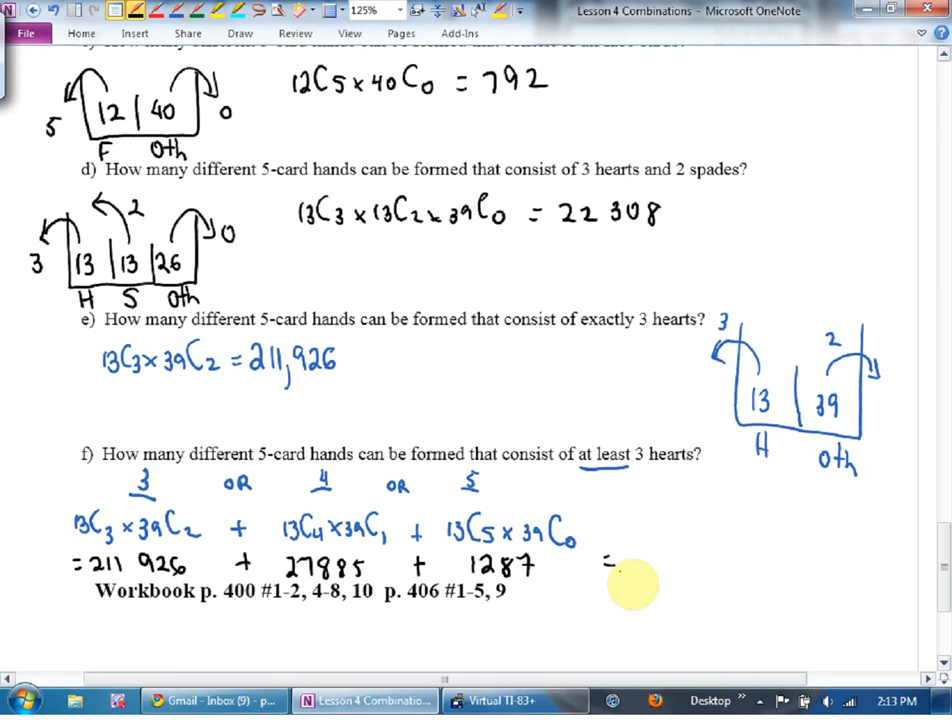 125%
Lesson 4 Combinations - Microsoft OneNote
File Home Insert Share Draw Review View Pages Add-Ins
12C5 x 40C0 = 792
5 12 40 0
F Oth
d) How many different 5-card hands can be formed that consist of 3 hearts and 2 spades?
13C3 x 13C2 x 39C0 = 22 308
2 0
3 13 13 26
H S Oth
e) How many different 5-card hands can be formed that consist of exactly 3 hearts?
13C3 x 39C2 = 211,926
3 2
13 39
H Oth
f) How many different 5-card hands can be formed that consist of at least 3 hearts?
3 OR 4 OR 5
13C3 x 39C2 + 13C4 x 39C1 + 13C5 x 39C0
= 211 926 + 27885 + 1287 =
Workbook p. 400 #1-2, 4-8, 10 p. 406 #1-5, 9
Gmail - Inbox (9) - p... Lesson 4 Combinatio... Virtual TI-83+ Desktop 2:13 PM